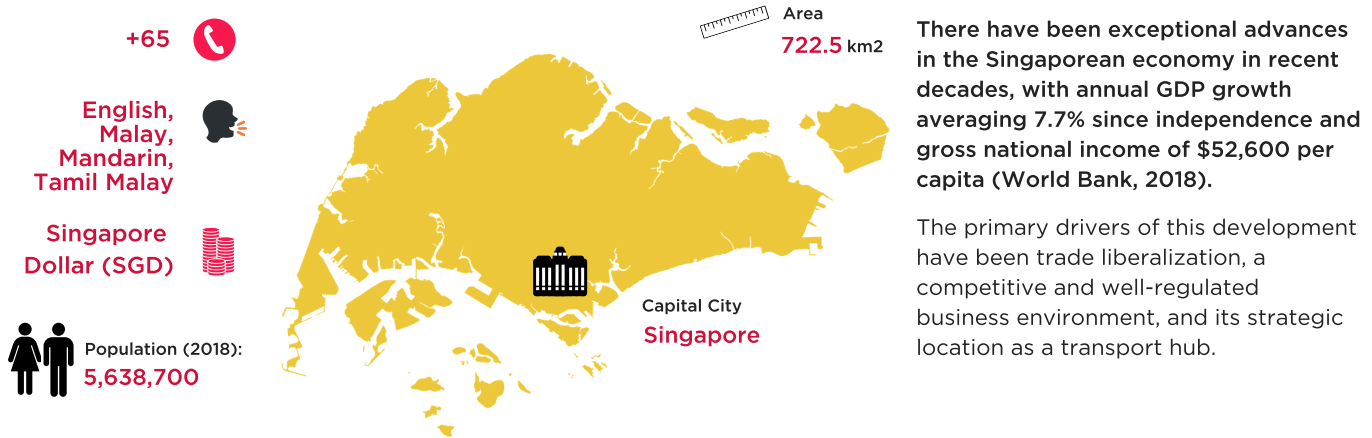 +65
English,
Malay,
Mandarin,
Tamil Malay
Singapore
Dollar (SGD)
Population (2018):
5,638,700
Area
722.5 km2
Capital City
Singapore
There have been exceptional advances
in the Singaporean economy in recent
decades, with annual GDP growth
averaging 7.7% since independence and
gross national income of $52,600 per
capita (World Bank, 2018).
The primary drivers of this development
have been trade liberalization, a
competitive and well-regulated
business environment, and its strategic
location as a transport hub.